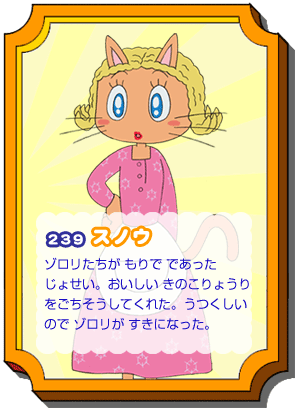 239 スノウ
ゾロリたちが もりで であった
じょせい。おいしい きのこりょうり
をごちそうしてくれた。うつくしい
ので ゾロリが すきになった。